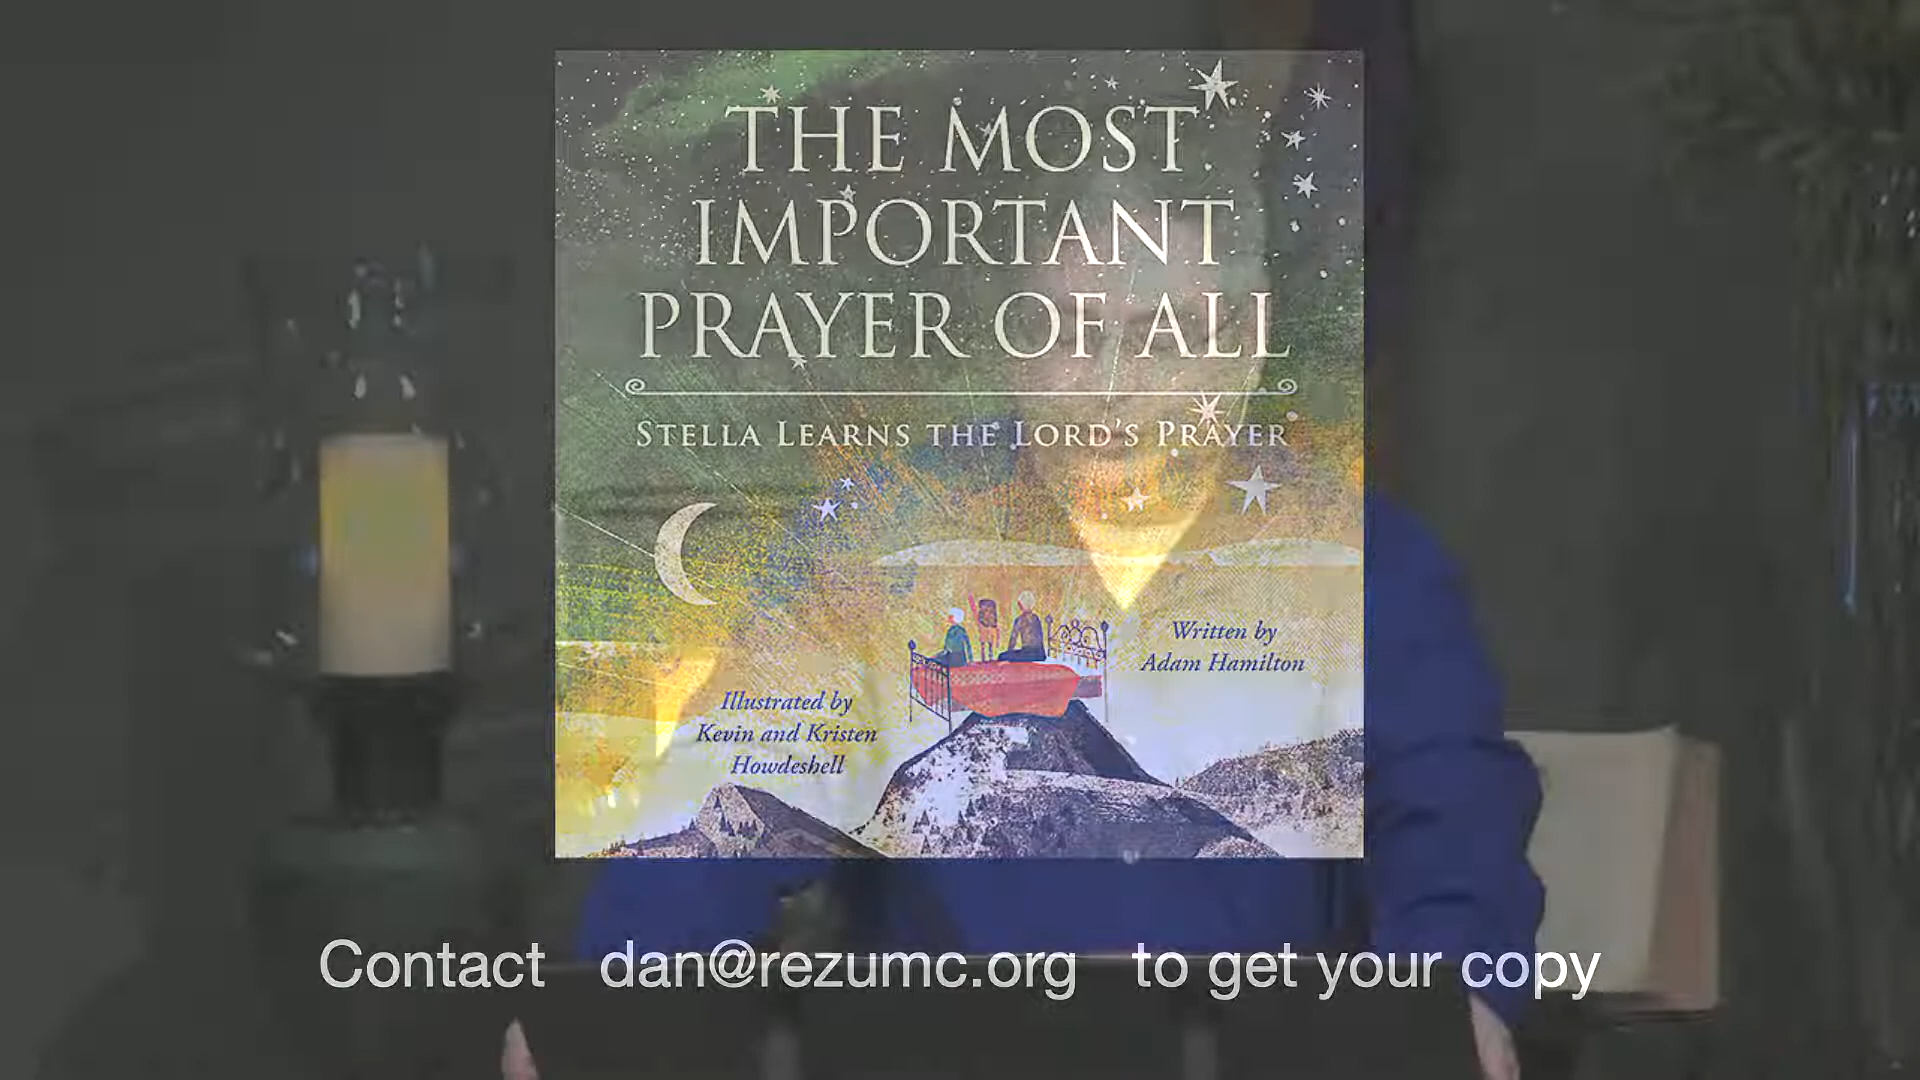 THE MOST
IMPORTANT
PRAYER OF ALL
STELLA LEARNS THE LORD'S PRAYER
Written by
Adam Hamilton
Illustrated by
Kevin and Kristen
Howdeshell
Contact dan@rezumc.org to get your copy